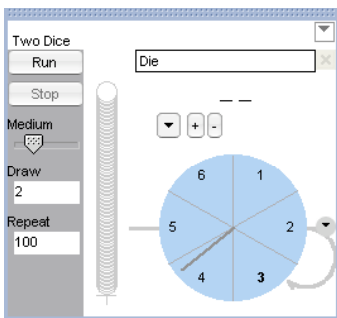 Two Dice
Run
Die
Stop
Medium
+ -
Draw
2
Repeat
100
6 1
5 2
4 3